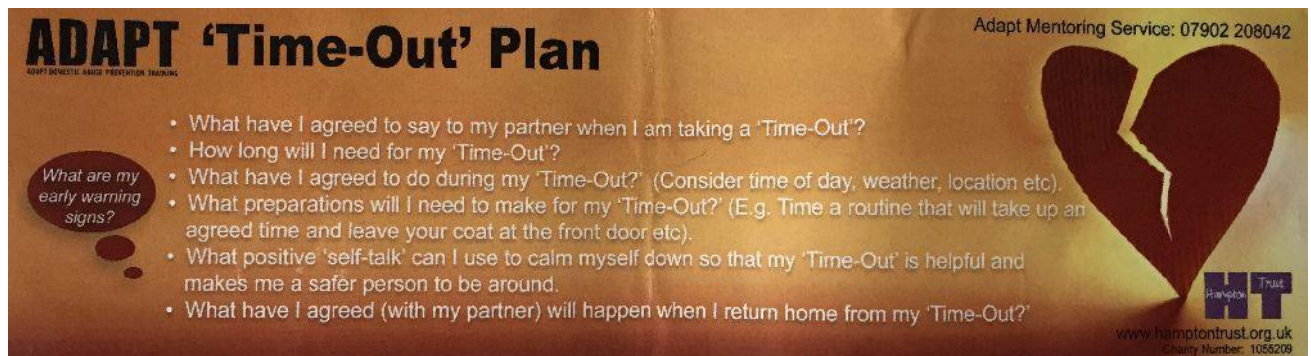 ADAPT 'Time-Out' Plan
ADAPT DOMESTIC ABUSE PREVENTION TRAINING
Adapt Mentoring Service: 07902 208042
• What have I agreed to say to my partner when I am taking a 'Time-Out'?
• How long will I need for my 'Time-Out'?
• What have I agreed to do during my 'Time-Out?' (Consider time of day, weather, location etc).
• What preparations will I need to make for my 'Time-Out?' (E.g. Time a routine that will take up an
agreed time and leave your coat at the front door etc).
• What positive 'self-talk' can I use to calm myself down so that my 'Time-Out' is helpful and
makes me a safer person to be around.
• What have I agreed (with my partner) will happen when I return home from my 'Time-Out?'
What are my
early warning
signs?
Hampton Trust
HT
www.hamptontrust.org.uk
Charity Number: 1055209